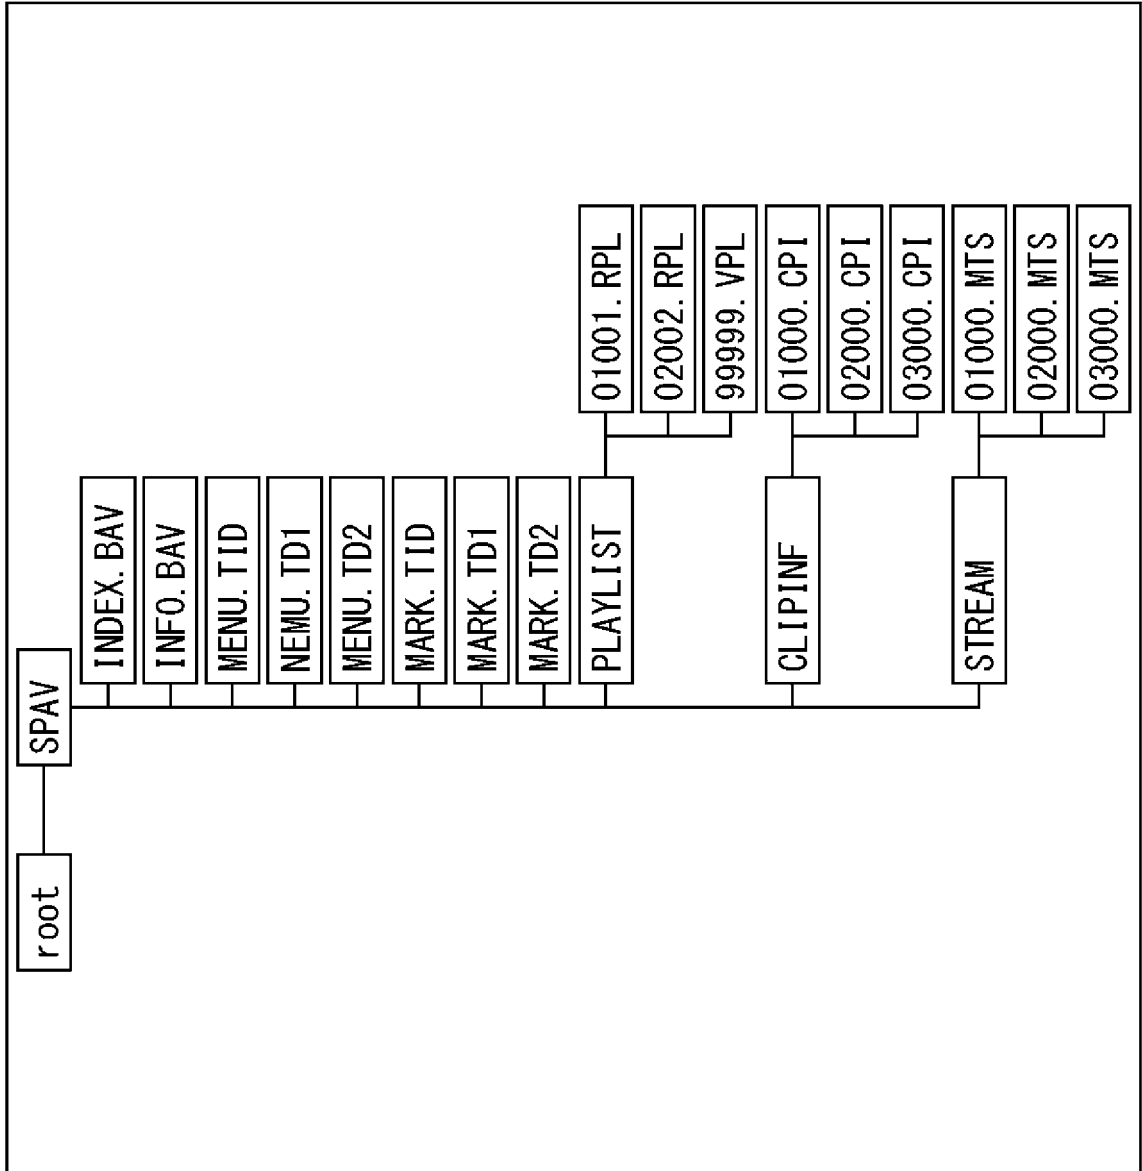 root
SPAV
INDEX.BAV
INFO.BAV
MENU.TID
NEMU.TD1
MENU.TD2
MARK.TID
MARK.TD1
MARK.TD2
PLAYLIST
01001.RPL
02002.RPL
99999.VPL
CLIPINF
01000.CPI
02000.CPI
03000.CPI
STREAM
01000.MTS
02000.MTS
03000.MTS